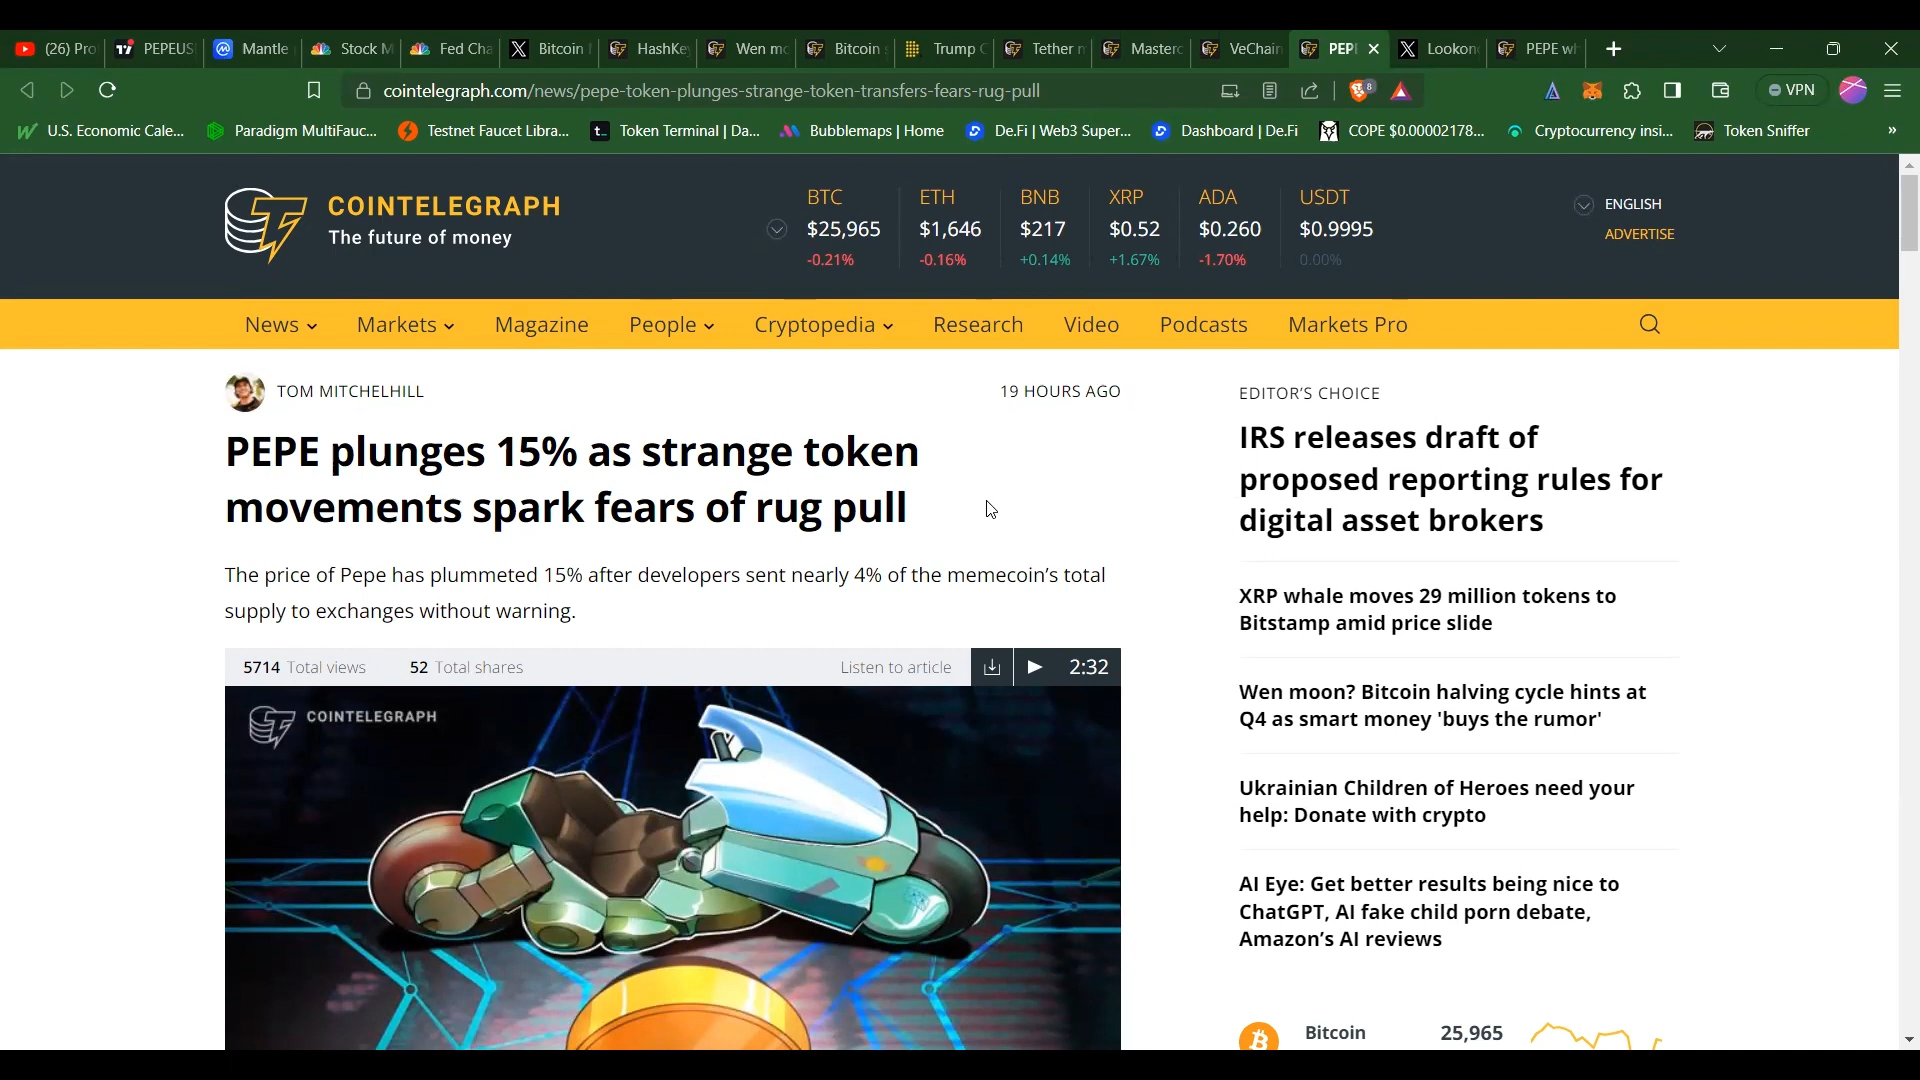 (26) Pro
PEPEUS
Mantle
Stock M
Fed Cha
Bitcoin
HashKe
Wen mo
Bitcoin
Trump
Tether
Masterc
VeChain
PEPE
Lookon
PEPE wh
cointelegraph.com/news/pepe-token-plunges-strange-token-transfers-fears-rug-pull
8
VPN
U.S. Economic Cale...
Paradigm MultiFauc...
Testnet Faucet Libra...
Token Terminal | Da...
Bubblemaps | Home
De.Fi | Web3 Super...
Dashboard | De.Fi
COPE $0.00002178...
Cryptocurrency insi...
Token Sniffer
»
COINTELEGRAPH
The future of money
BTC ETH BNB XRP ADA USDT
$25,965 $1,646 $217 $0.52 $0.260 $0.9995
-0.21% -0.16% +0.14% +1.67% -1.70% 0.00%
ENGLISH
ADVERTISE
News Markets Magazine People Cryptopedia Research Video Podcasts Markets Pro
TOM MITCHELHILL
19 HOURS AGO
PEPE plunges 15% as strange token
movements spark fears of rug pull
The price of Pepe has plummeted 15% after developers sent nearly 4% of the memecoin's total
supply to exchanges without warning.
5714 Total views 52 Total shares Listen to article 2:32
COINTELEGRAPH
EDITOR'S CHOICE
IRS releases draft of
proposed reporting rules for
digital asset brokers
XRP whale moves 29 million tokens to
Bitstamp amid price slide
Wen moon? Bitcoin halving cycle hints at
Q4 as smart money 'buys the rumor'
Ukrainian Children of Heroes need your
help: Donate with crypto
AI Eye: Get better results being nice to
ChatGPT, AI fake child porn debate,
Amazon's AI reviews
Bitcoin 25,965